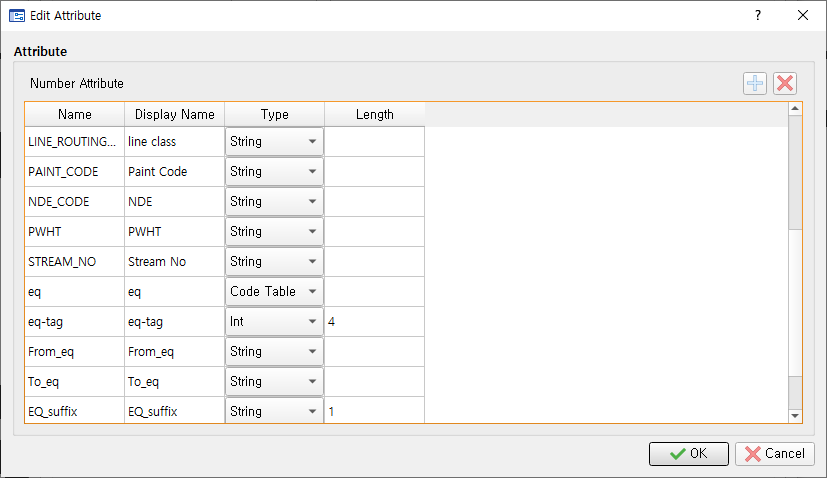 Edit Attribute ?
Attribute
Number Attribute
Name Display Name Type Length
LINE_ROUTING... line class String
PAINT_CODE Paint Code String
NDE_CODE NDE String
PWHT PWHT String
STREAM_NO Stream No String
eq eq Code Table
eq-tag eq-tag Int 4
From_eq From_eq String
To_eq To_eq String
EQ_suffix EQ_suffix String 1
OK Cancel